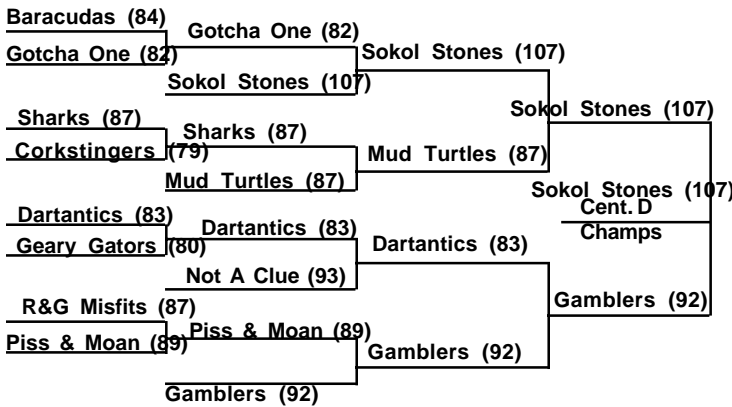 Baracudas (84)
Gotcha One (82)
Gotcha One (82)
Sokol Stones (107)
Sokol Stones (107)
Sharks (87)
Corkstingers (79)
Sharks (87)
Mud Turtles (87)
Mud Turtles (87)
Sokol Stones (107)
Dartantics (83)
Geary Gators (80)
Dartantics (83)
Not A Clue (93)
Dartantics (83)
R&G Misfits (87)
Piss & Moan (89)
Piss & Moan (89)
Gamblers (92)
Gamblers (92)
Gamblers (92)
Sokol Stones (107)
Cent. D
Champs